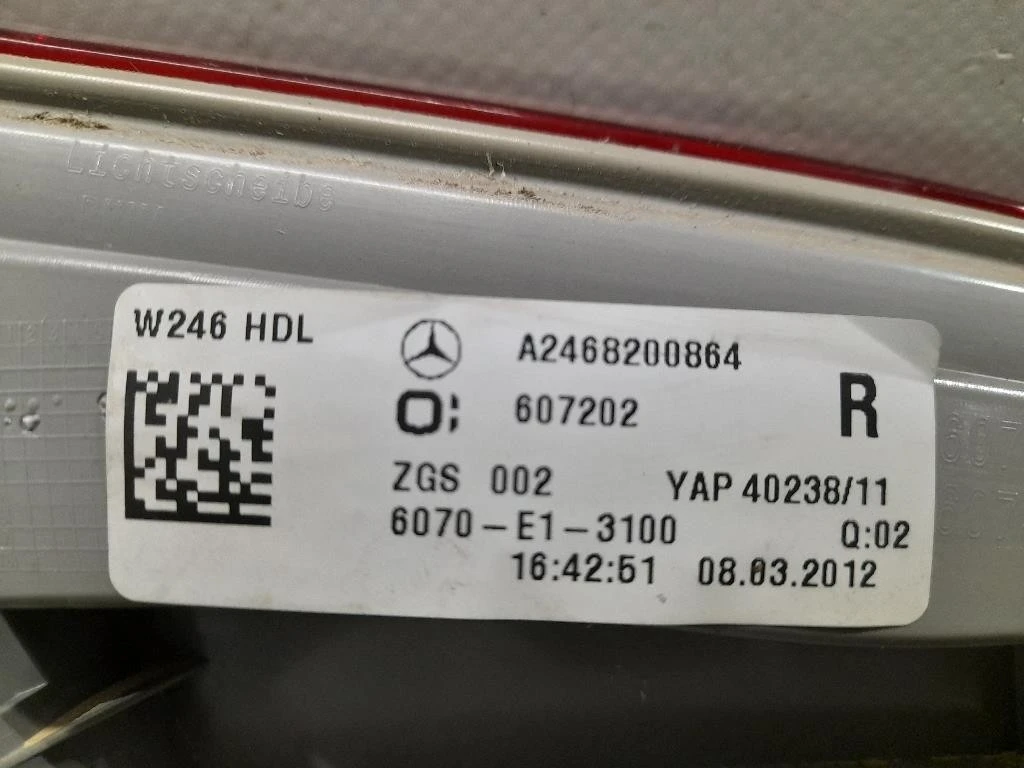 Lichtscheibe
W246 HDL
A2468200864
607202
R
ZGS 002
YAP 40238/11
6070-E1-3100
Q:02
16:42:51 08.03.2012